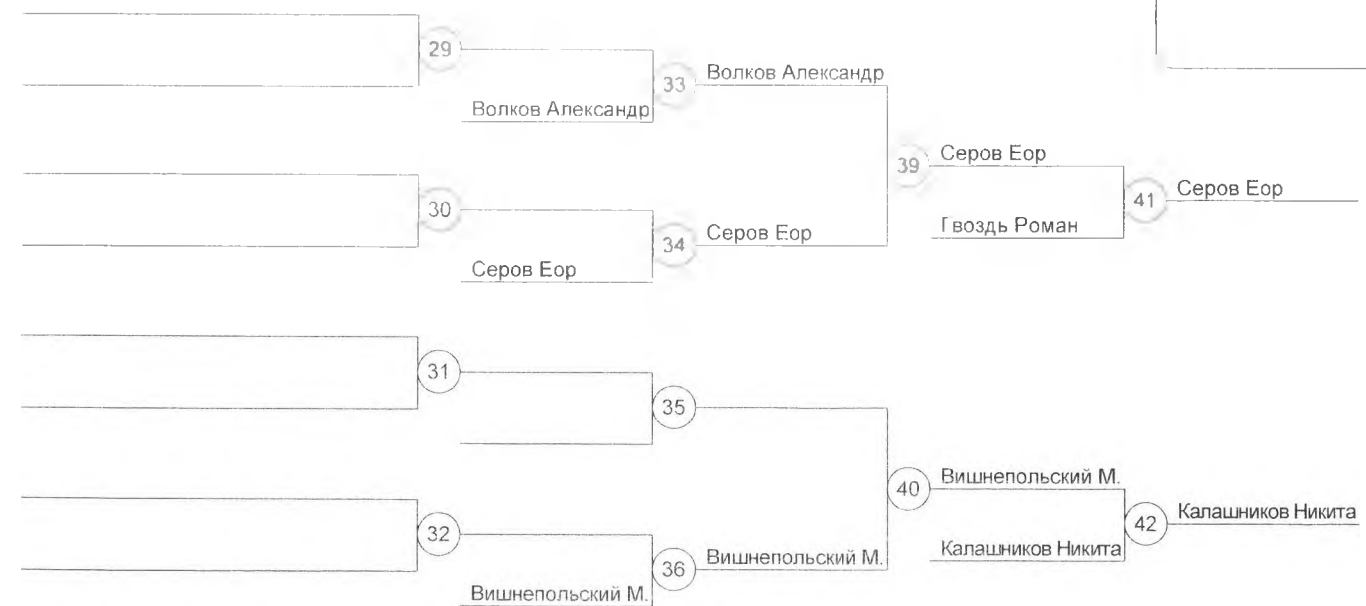 29
33
Волков Александр
Волков Александр
39
Серов Еор
41
Серов Еор
30
34
Серов Еор
Гвоздь Роман
Серов Еор
31
35
40
Вишнепольский М.
42
Калашников Никита
32
36
Вишнепольский М.
Калашников Никита
Вишнепольский М.